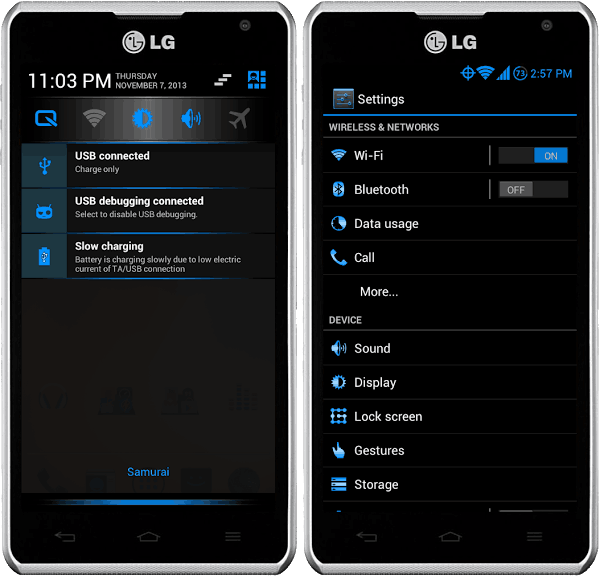 LG
11:03 PM THURSDAY
NOVEMBER 7, 2013
USB connected
Charge only
USB debugging connected
Select to disable USB debugging.
Slow charging
Battery is charging slowly due to low electric
current of TA/USB connection
Samurai
LG
73 2:57 PM
Settings
WIRELESS & NETWORKS
Wi-Fi ON
Bluetooth OFF
Data usage
Call
More...
DEVICE
Sound
Display
Lock screen
Gestures
Storage